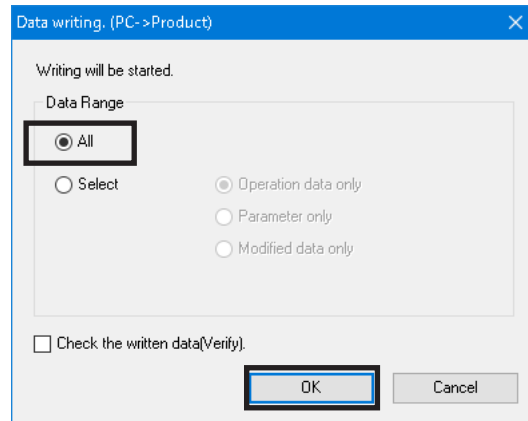 Data writing. (PC->Product)
Writing will be started.
Data Range
All
Select
Operation data only
Parameter only
Modified data only
Check the written data(Verify).
OK
Cancel